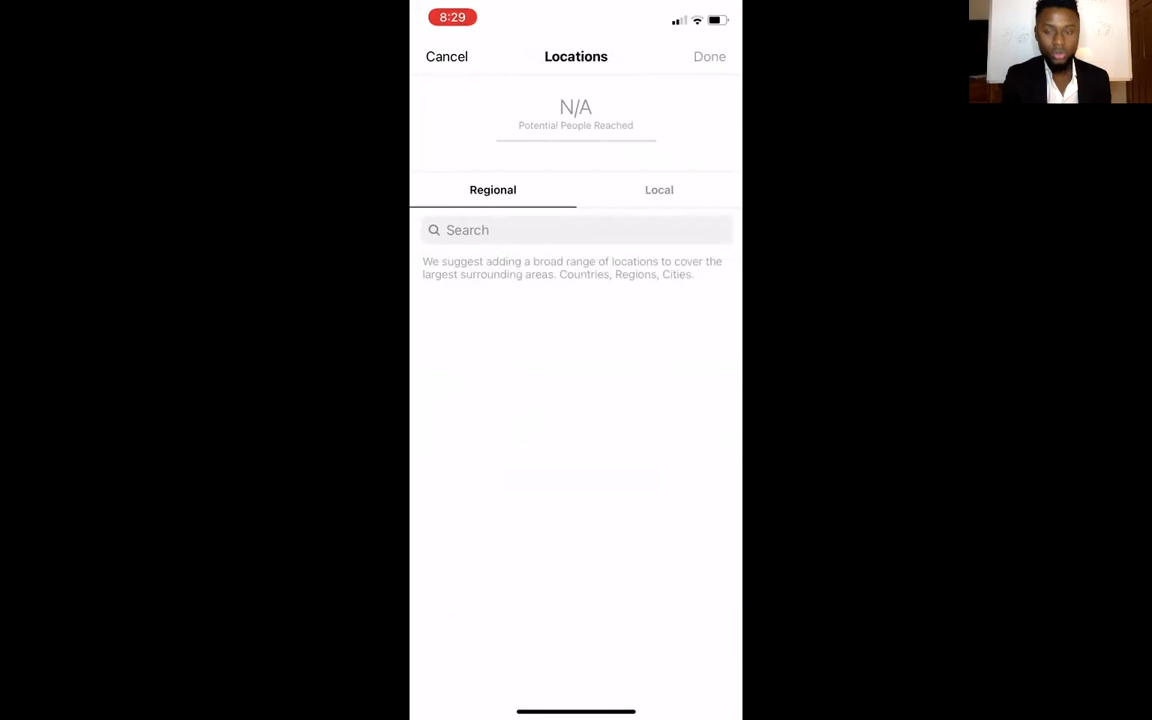 8:29
Cancel
Locations
Done
N/A
Potential People Reached
Regional
Local
Search
We suggest adding a broad range of locations to cover the
largest surrounding areas. Countries, Regions, Cities.